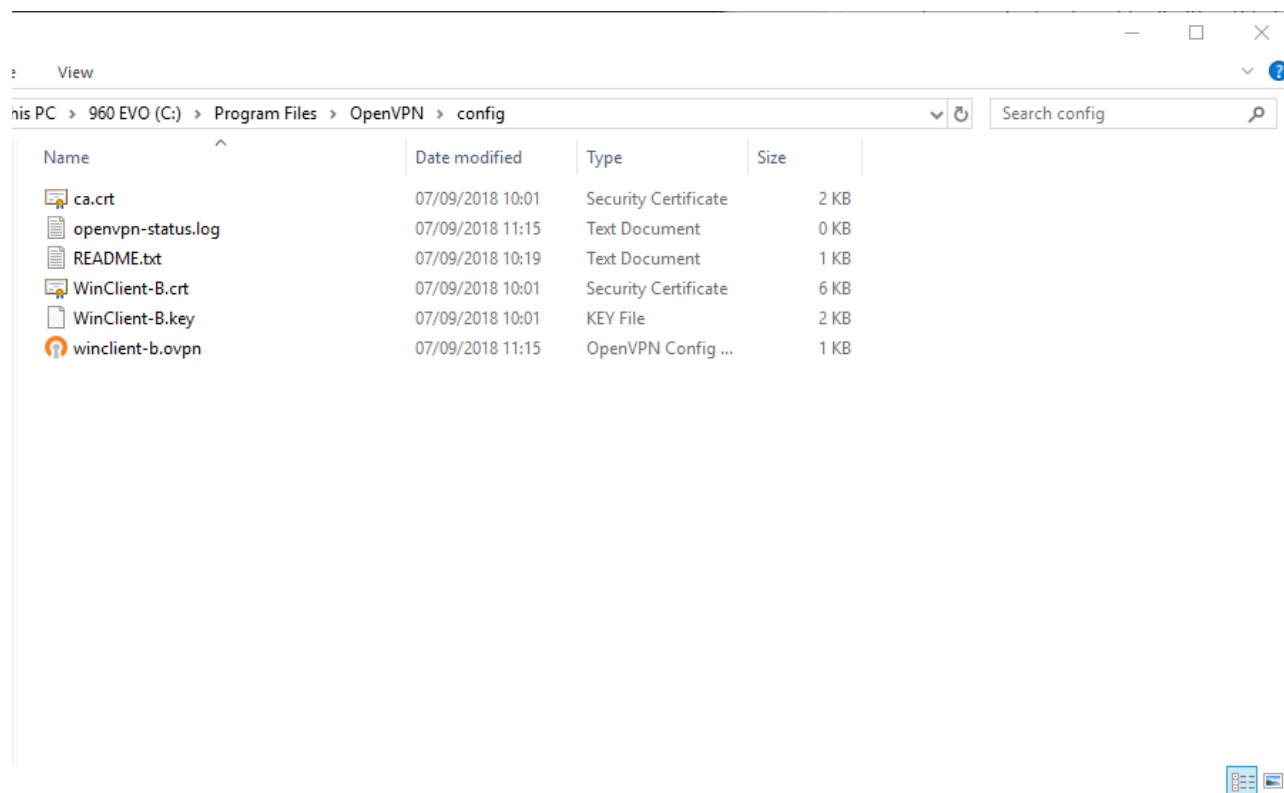 View
his PC > 960 EVO (C:) > Program Files > OpenVPN > config
Search config
Name Date modified Type Size
ca.crt 07/09/2018 10:01 Security Certificate 2 KB
openvpn-status.log 07/09/2018 11:15 Text Document 0 KB
README.txt 07/09/2018 10:19 Text Document 1 KB
WinClient-B.crt 07/09/2018 10:01 Security Certificate 6 KB
WinClient-B.key 07/09/2018 10:01 KEY File 2 KB
winclient-b.ovpn 07/09/2018 11:15 OpenVPN Config ... 1 KB